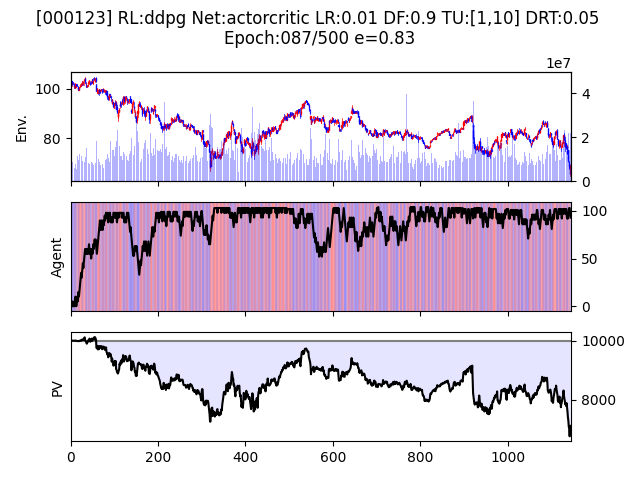 [000123] RL:ddpg Net:actorcritic LR:0.01 DF:0.9 TU:[1,10] DRT:0.05
Epoch:087/500 e=0.83
1e7
Env.
100
80
4
2
0
Agent
100
50
0
PV
10000
8000
0
200
400
600
800
1000